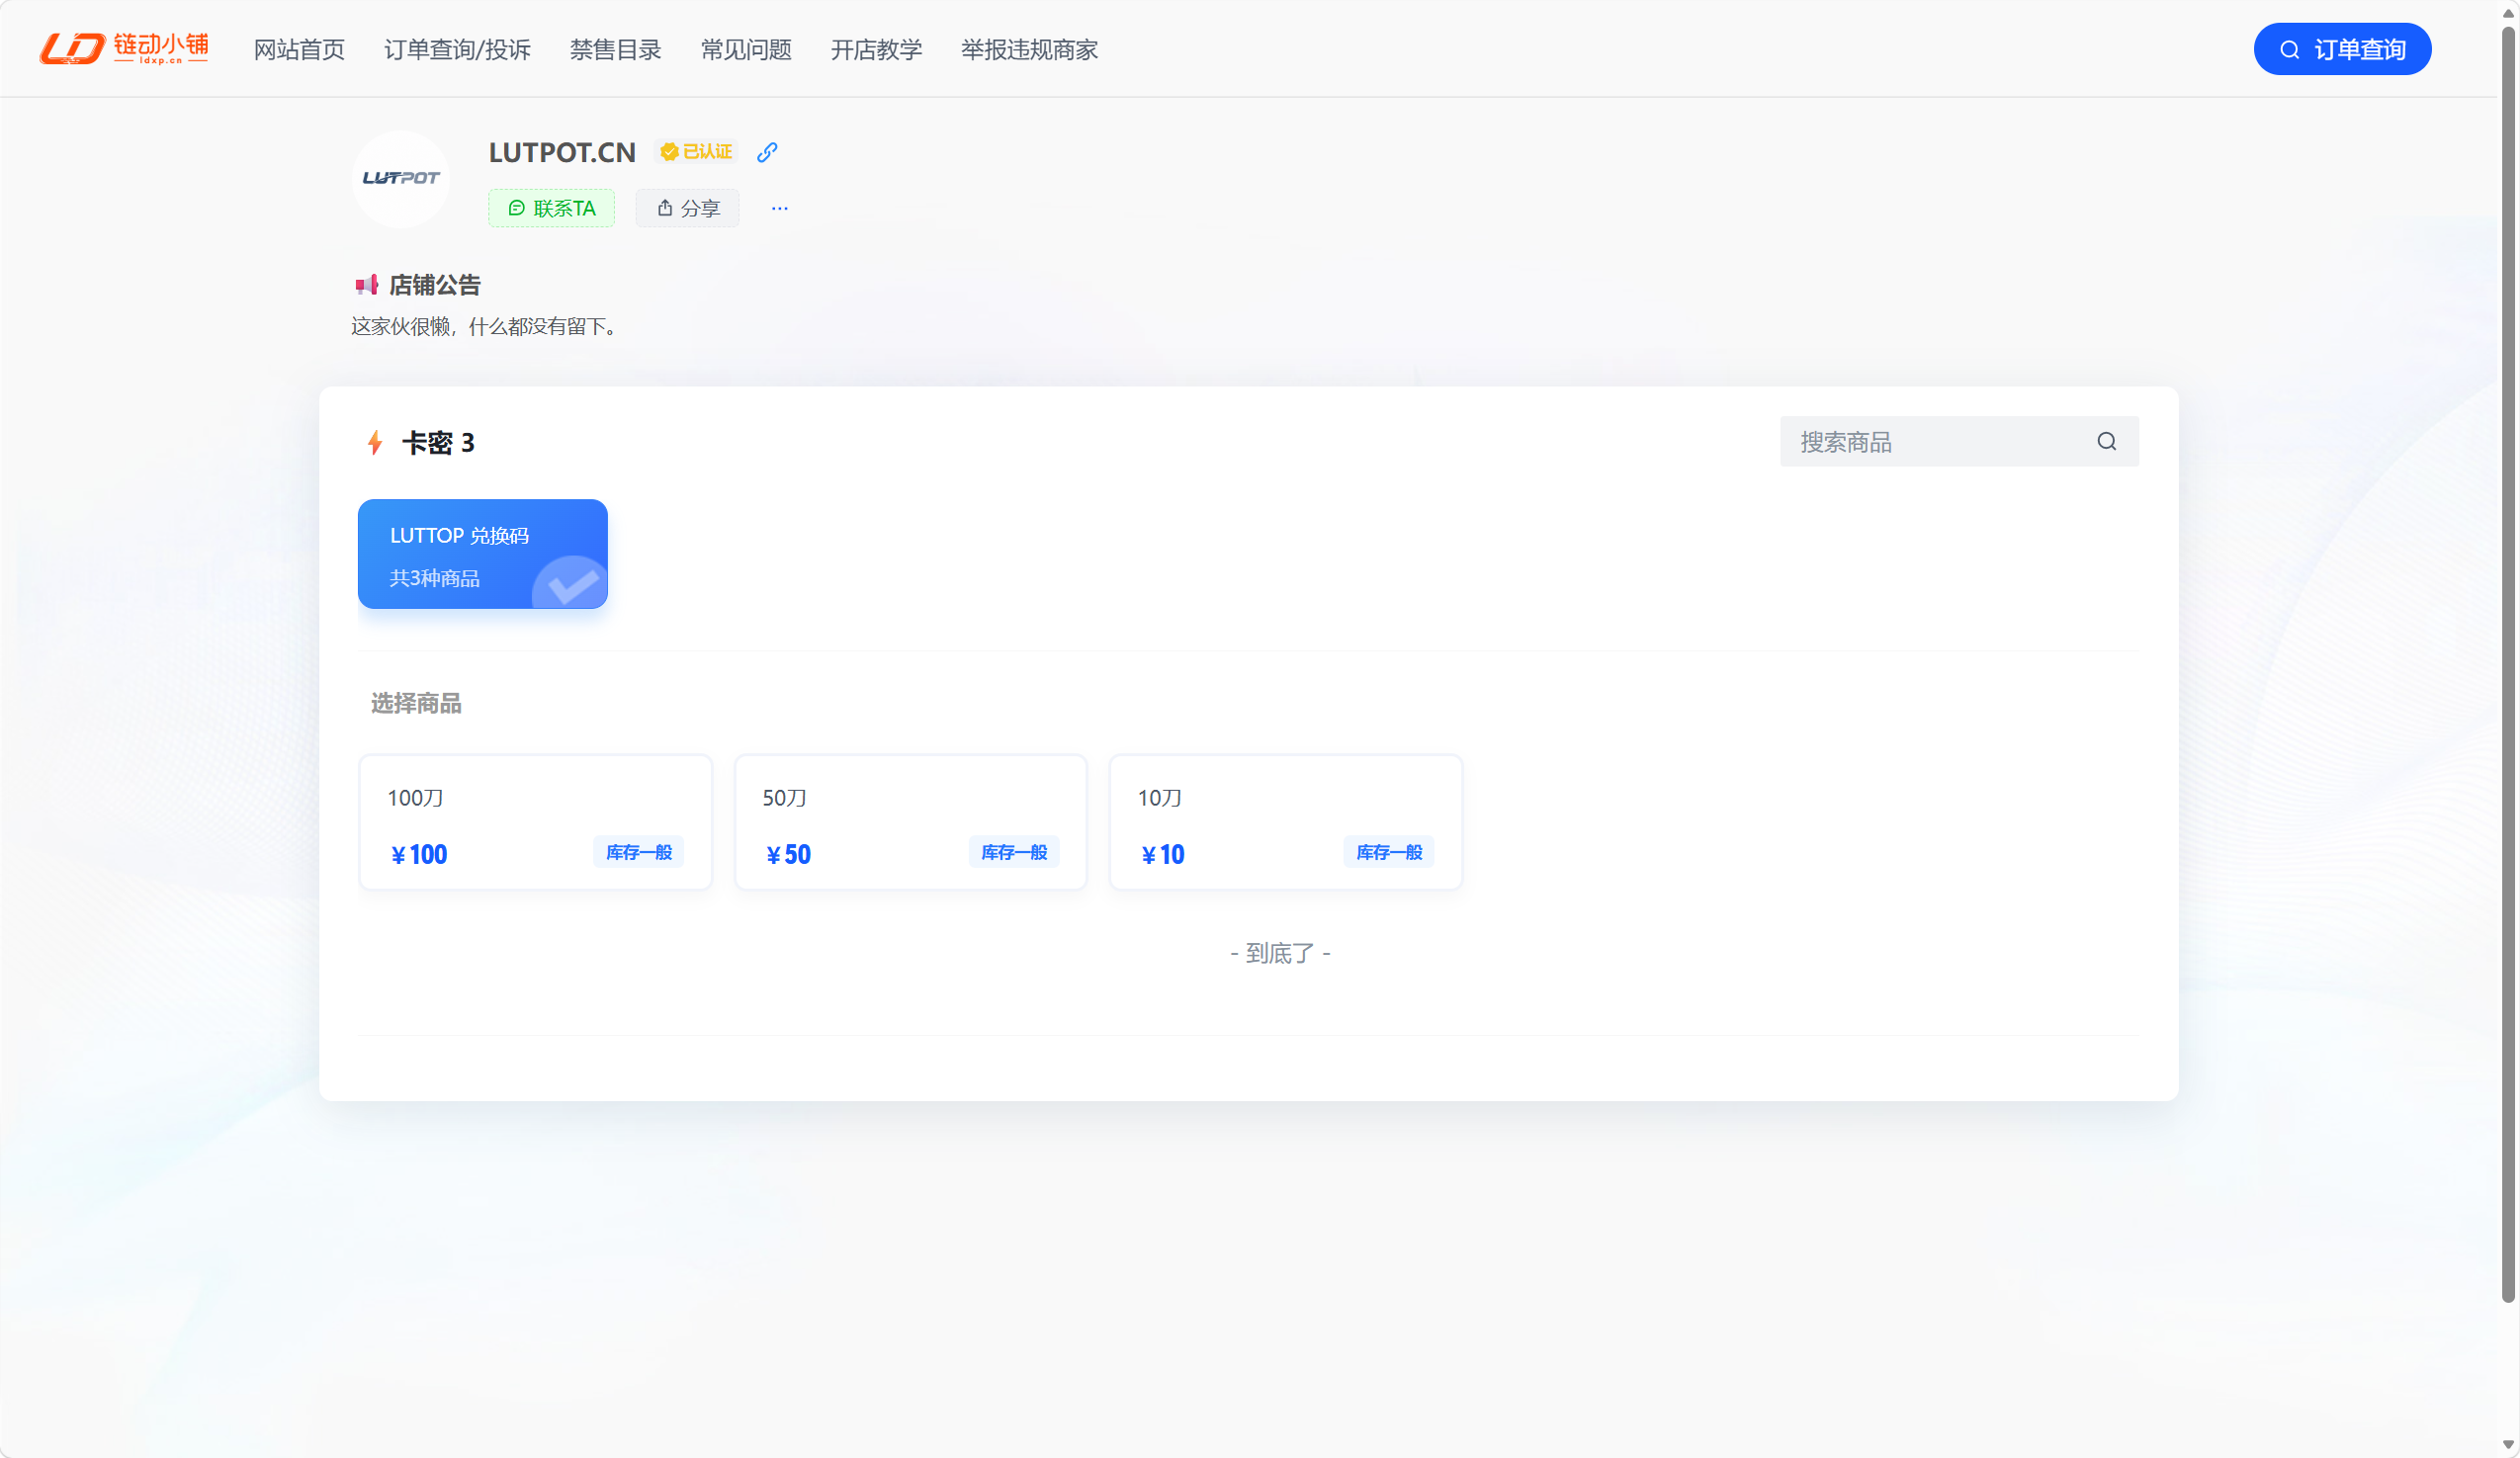 LD 链动小铺 ldxp.cn
网站首页 订单查询/投诉 禁售目录 常见问题 开店教学 举报违规商家 订单查询
LUTPOT
LUTPOT.CN 已认证
联系TA 分享 ...
店铺公告
这家伙很懒，什么都没有留下。
卡密 3
搜索商品
LUTTOP 兑换码
共3种商品
选择商品
100刀
¥100 库存一般
50刀
¥50 库存一般
10刀
¥10 库存一般
- 到底了 -